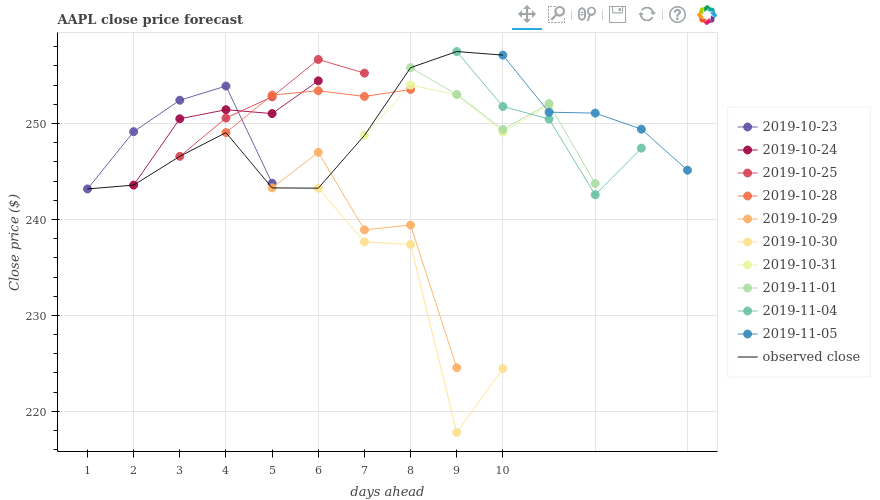 AAPL close price forecast
250
240
230
220
Close price ($)
1 2 3 4 5 6 7 8 9 10
days ahead
2019-10-23
2019-10-24
2019-10-25
2019-10-28
2019-10-29
2019-10-30
2019-10-31
2019-11-01
2019-11-04
2019-11-05
observed close